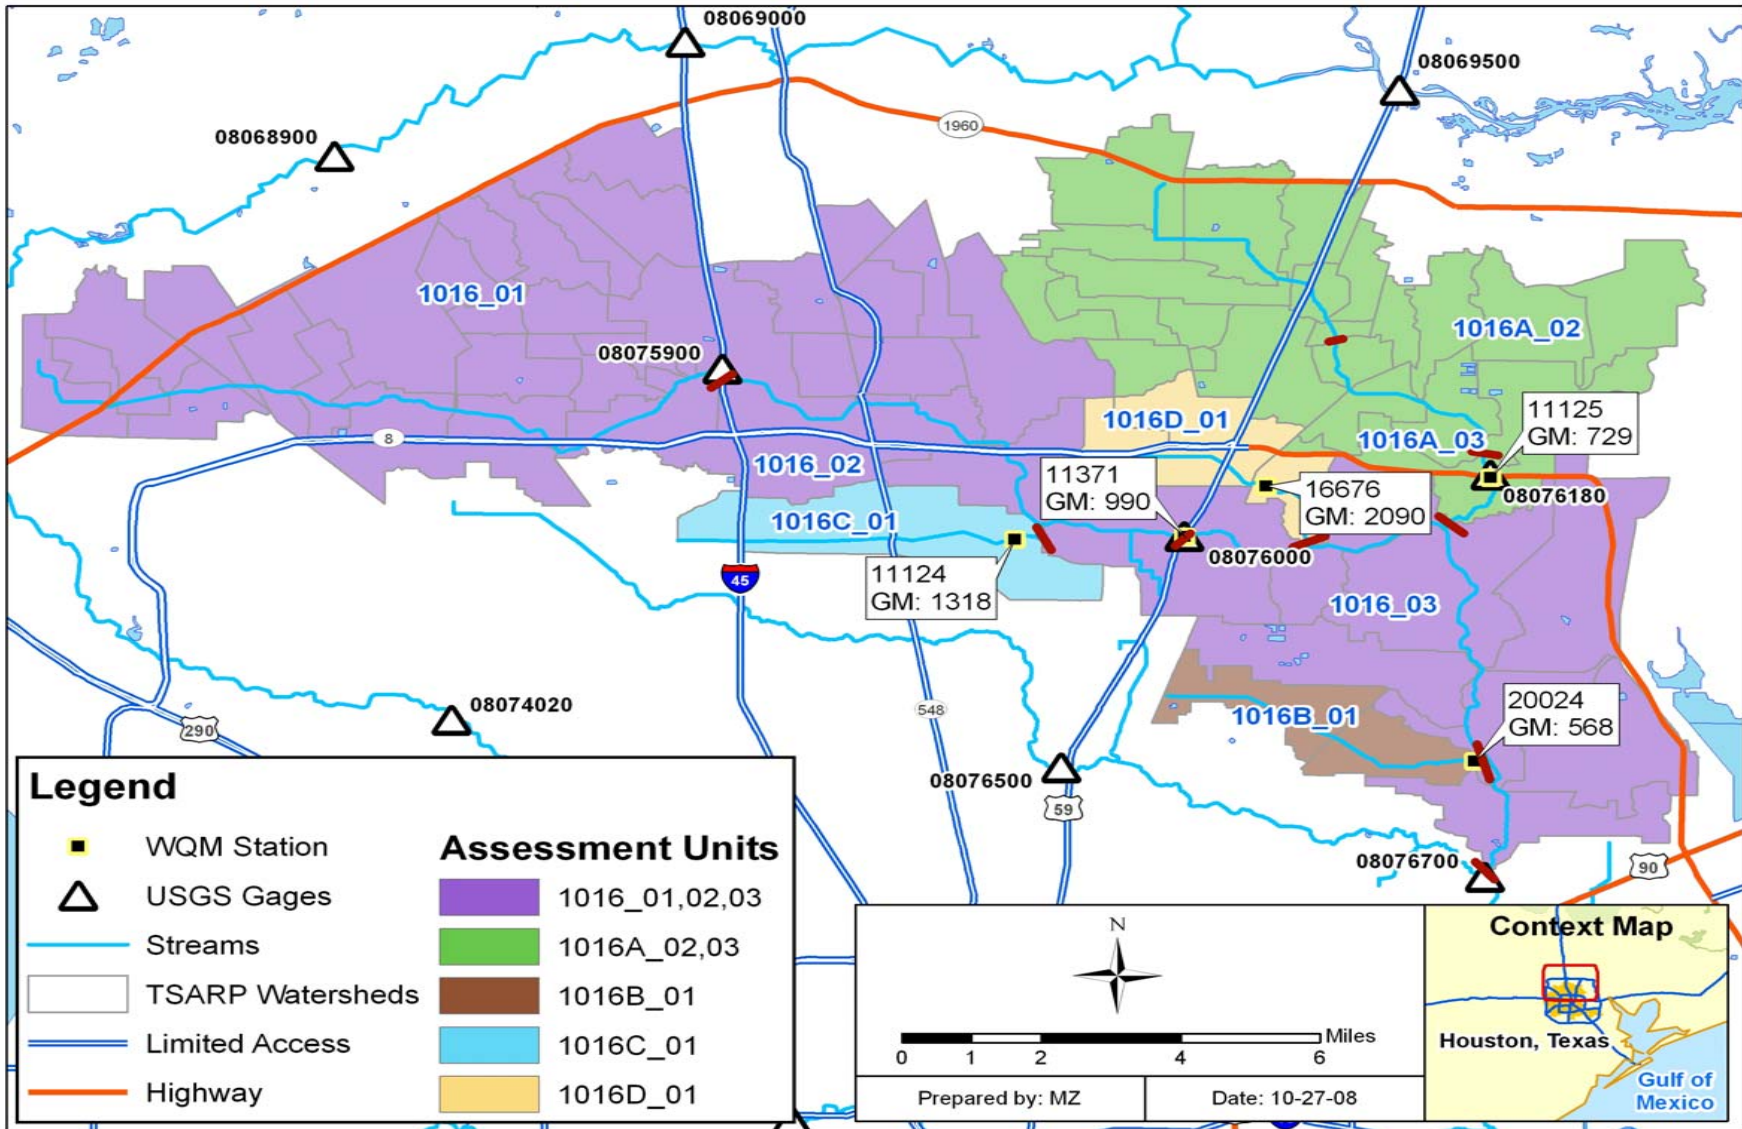 08069000
08069500
08068900
1960
1016_01
1016A_02
08075900
11125
GM: 729
1016D_01
1016A_03
8
1016_02
11371
GM: 990
16676
GM: 2090
08076180
1016C_01
08076000
11124
GM: 1318
45
1016_03
20024
GM: 568
08074020
548
1016B_01
290
08076500
59
08076700
90
Legend
WQM Station
USGS Gages
Streams
TSARP Watersheds
Limited Access
Highway
Assessment Units
1016_01,02,03
1016A_02,03
1016B_01
1016C_01
1016D_01
N
Miles
0 1 2 4 6
Prepared by: MZ
Date: 10-27-08
Context Map
Houston, Texas
Gulf of
Mexico